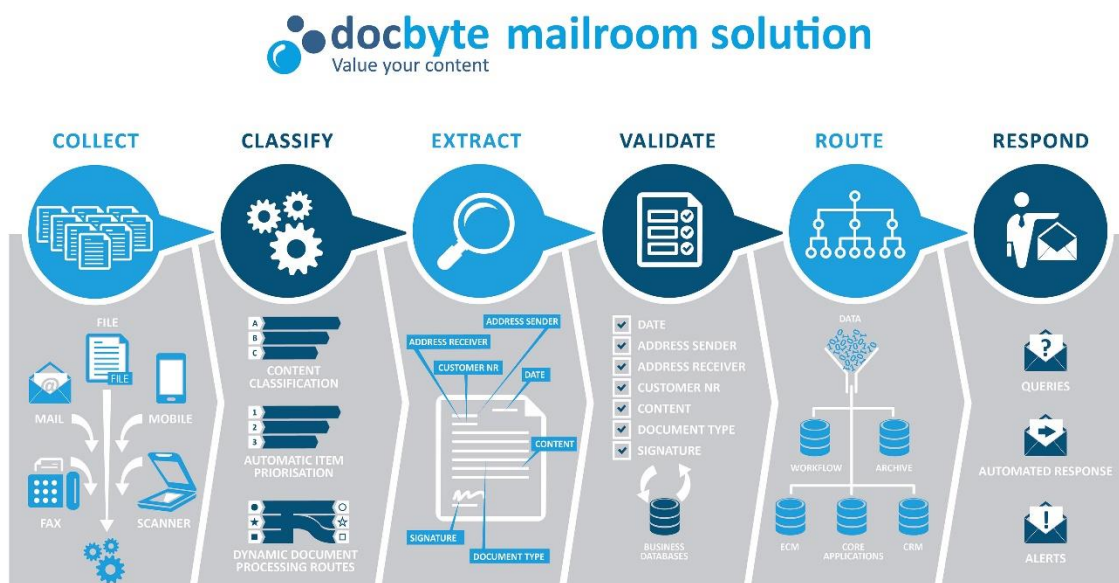 docbyte mailroom solution
Value your content
COLLECT
CLASSIFY
EXTRACT
VALIDATE
ROUTE
RESPOND
FILE
FILE
@
MAIL
MOBILE
FAX
SCANNER
A
B
C
CONTENT
CLASSIFICATION
1
2
3
AUTOMATIC ITEM
PRIORISATION
DYNAMIC DOCUMENT
PROCESSING ROUTES
ADDRESS SENDER
ADDRESS RECEIVER
CUSTOMER NR
DATE
CONTENT
SIGNATURE
DOCUMENT TYPE
DATE
ADDRESS SENDER
ADDRESS RECEIVER
CUSTOMER NR
CONTENT
DOCUMENT TYPE
SIGNATURE
BUSINESS
DATABASES
DATA
WORKFLOW
ARCHIVE
ECM
CORE
APPLICATIONS
CRM
?
QUERIES
AUTOMATED RESPONSE
!
ALERTS